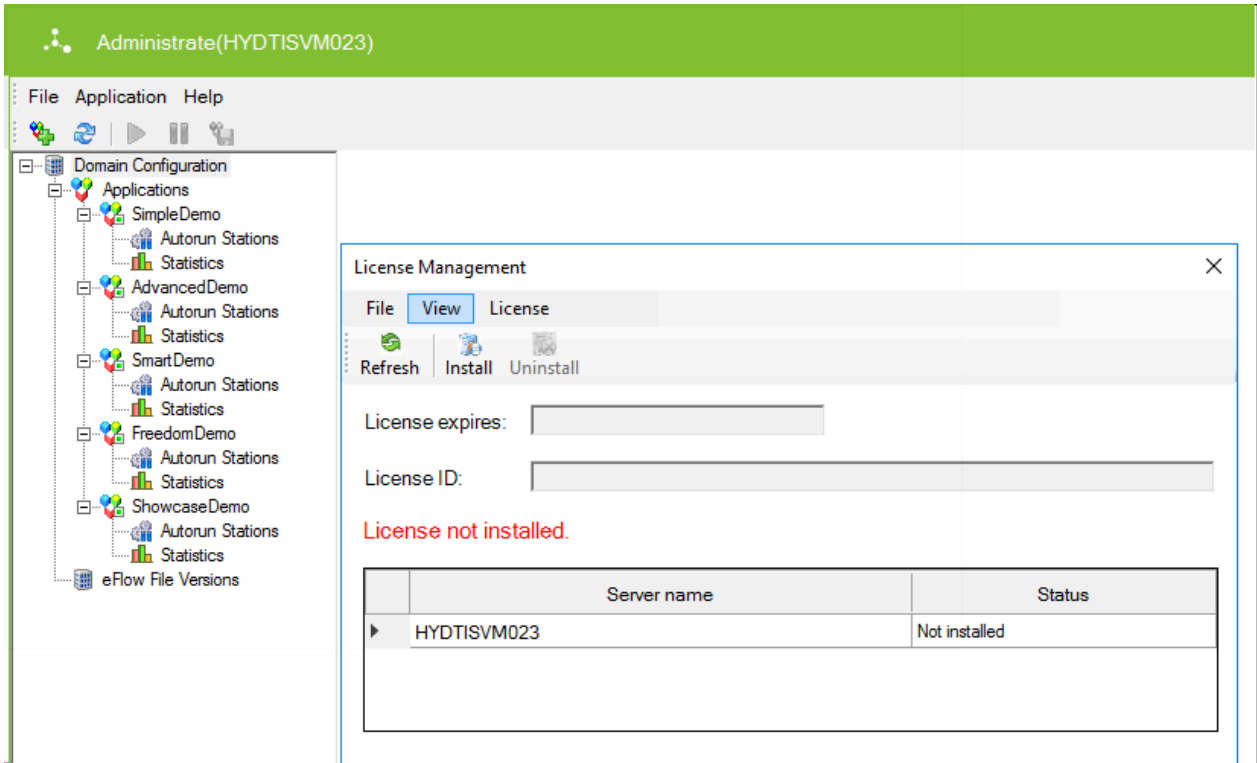 Administrate(HYDTISVM023)
File Application Help
Domain Configuration
Applications
SimpleDemo
Autorun Stations
Statistics
AdvancedDemo
Autorun Stations
Statistics
SmartDemo
Autorun Stations
Statistics
FreedomDemo
Autorun Stations
Statistics
ShowcaseDemo
Autorun Stations
Statistics
eFlow File Versions
License Management
File View License
Refresh Install Uninstall
License expires:
License ID:
License not installed.
Server name Status
HYDTISVM023 Not installed